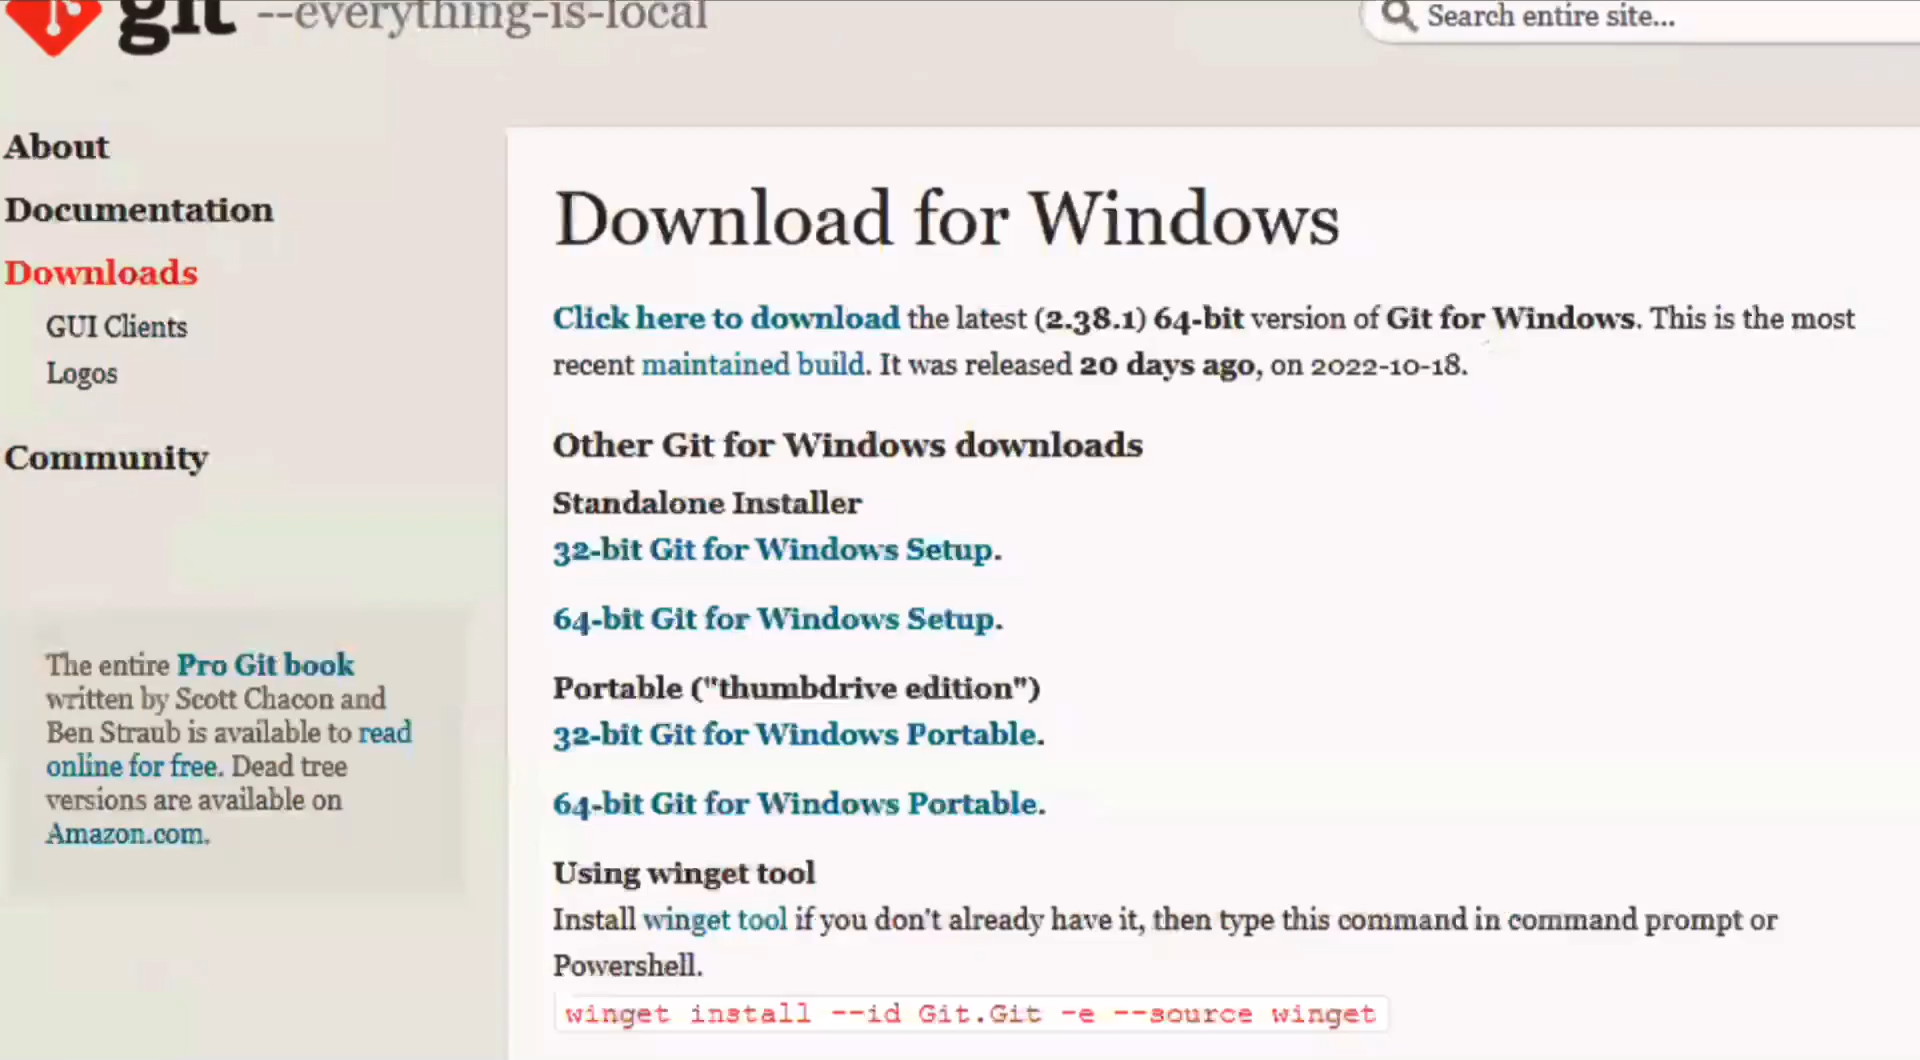 git --everything-is-local
Search entire site...
About
Documentation
Downloads
GUI Clients
Logos
Community
The entire Pro Git book
written by Scott Chacon and
Ben Straub is available to read
online for free. Dead tree
versions are available on
Amazon.com.
Download for Windows
Click here to download the latest (2.38.1) 64-bit version of Git for Windows. This is the most
recent maintained build. It was released 20 days ago, on 2022-10-18.
Other Git for Windows downloads
Standalone Installer
32-bit Git for Windows Setup.
64-bit Git for Windows Setup.
Portable ("thumbdrive edition")
32-bit Git for Windows Portable.
64-bit Git for Windows Portable.
Using winget tool
Install winget tool if you don't already have it, then type this command in command prompt or
Powershell.
winget install --id Git.Git -e --source winget